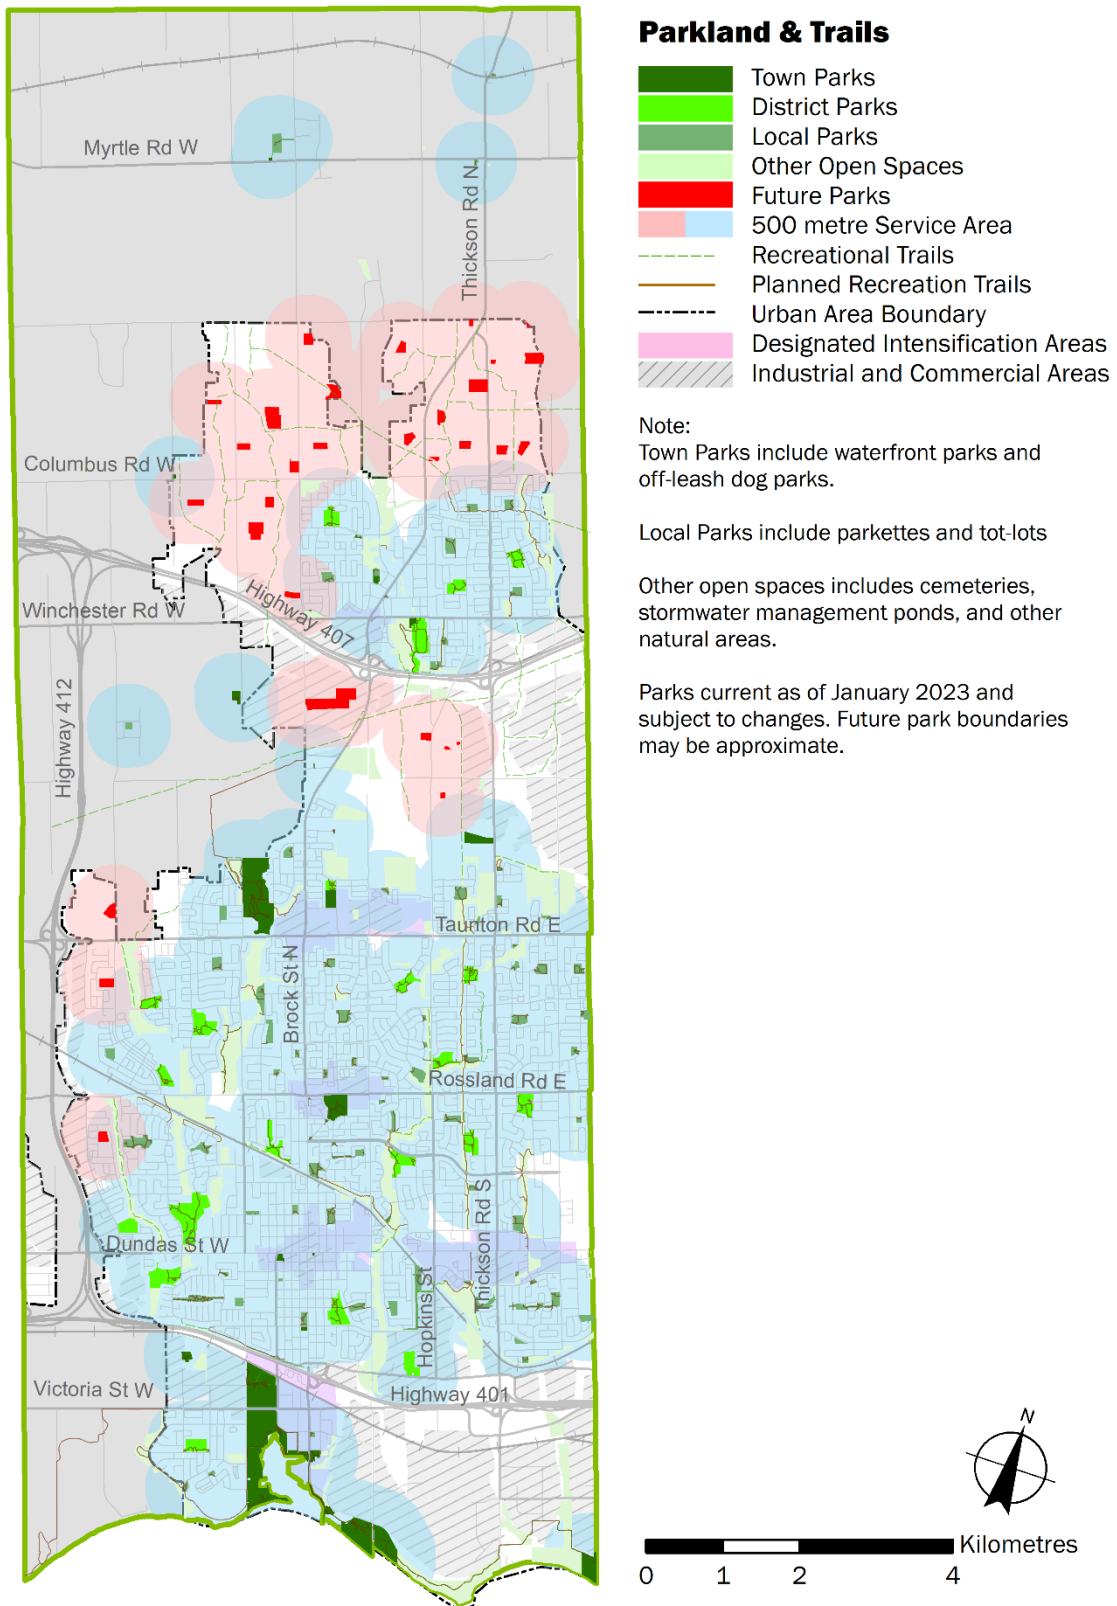 Parkland & Trails
Town Parks
District Parks
Local Parks
Other Open Spaces
Future Parks
500 metre Service Area
Recreational Trails
Planned Recreation Trails
Urban Area Boundary
Designated Intensification Areas
Industrial and Commercial Areas
Note:
Town Parks include waterfront parks and
off-leash dog parks.
Local Parks include parkettes and tot-lots
Other open spaces includes cemeteries,
stormwater management ponds, and other
natural areas.
Parks current as of January 2023 and
subject to changes. Future park boundaries
may be approximate.
Myrtle Rd W
Thickson Rd N
Columbus Rd W
Winchester Rd W
Highway 407
Highway 412
Taunton Rd E
Brock St N
Rossland Rd E
Thickson Rd S
Dundas St W
Hopkins St
Victoria St W
Highway 401
N
Kilometres
0 1 2 4